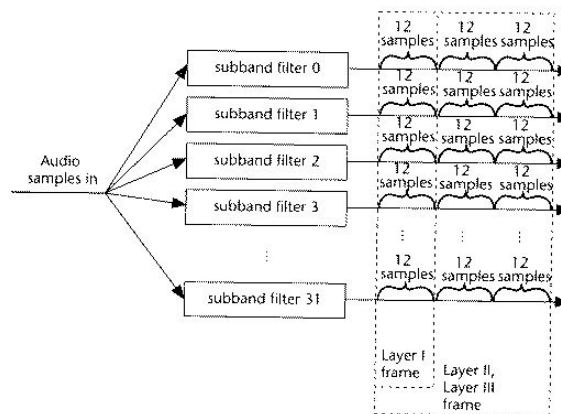 12 12 12
samples samples samples
subband filter 0
12 12 12
samples samples samples
subband filter 1
12 12 12
samples samples samples
Audio
samples in
subband filter 2
12 12 12
samples samples samples
subband filter 3
⋮ ⋮ ⋮ ⋮
12 12 12
samples samples samples
subband filter 31
Layer I
frame
Layer II,
Layer III
frame